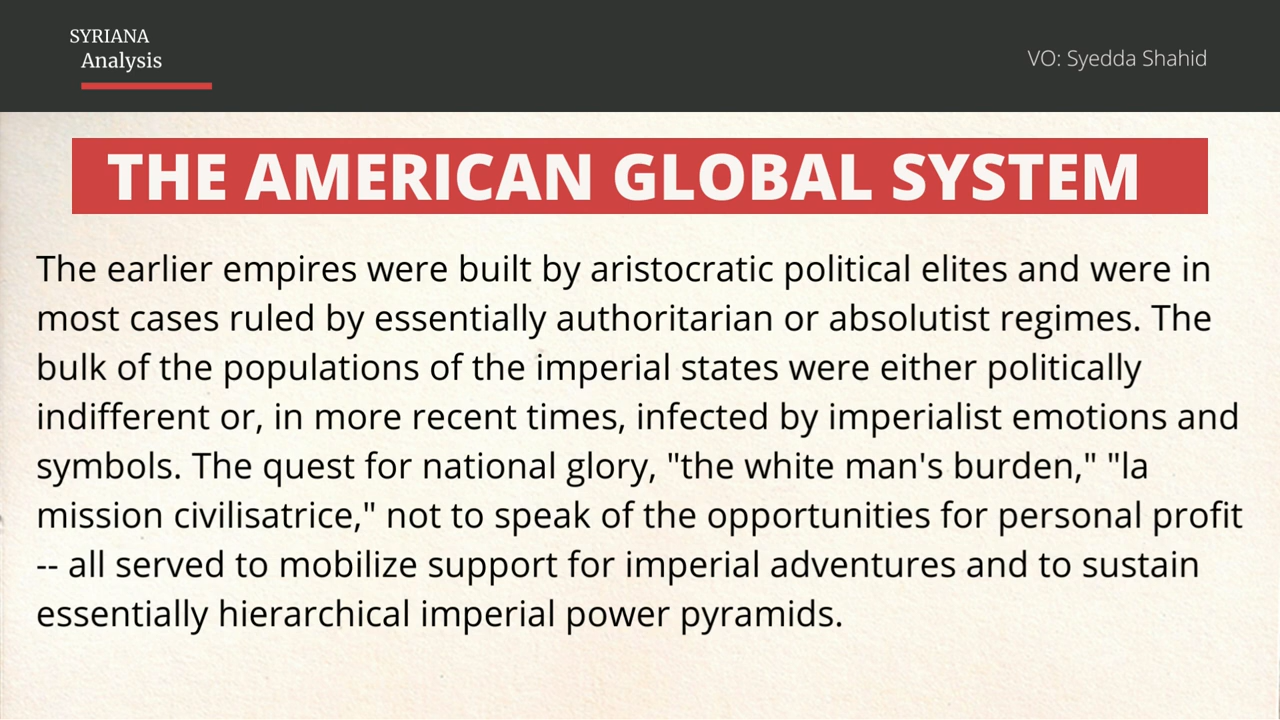 SYRIANA
Analysis
VO: Syedda Shahid
THE AMERICAN GLOBAL SYSTEM
The earlier empires were built by aristocratic political elites and were in
most cases ruled by essentially authoritarian or absolutist regimes. The
bulk of the populations of the imperial states were either politically
indifferent or, in more recent times, infected by imperialist emotions and
symbols. The quest for national glory, "the white man's burden," "la
mission civilisatrice," not to speak of the opportunities for personal profit
-- all served to mobilize support for imperial adventures and to sustain
essentially hierarchical imperial power pyramids.